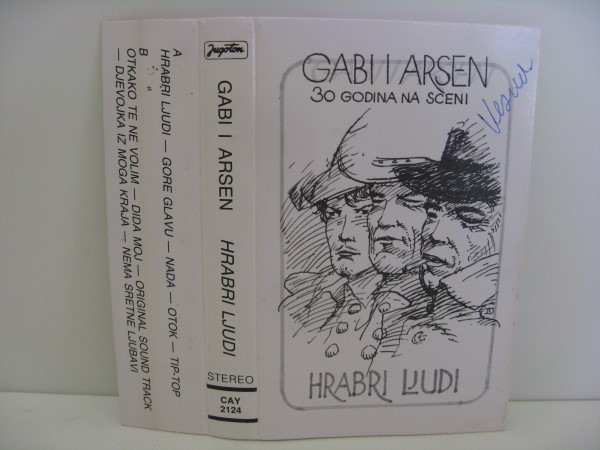 A
HRABRI LJUDI — GORE GLAVU — NADA — OTOK — TIP-TOP
B
OTKAKO TE NE VOLIM — DIDA MOJ — ORIGINAL SOUND TRACK
— DJEVOJKA IZ MOGA KRAJA — NEMA SRETNE LJUBAVI
Jugoton
GABI I ARSEN HRABRI LJUDI
STEREO
CAY
2124
GABI I ARSEN
30 GODINA NA SCENI
Vesna
HRABRI LJUDI